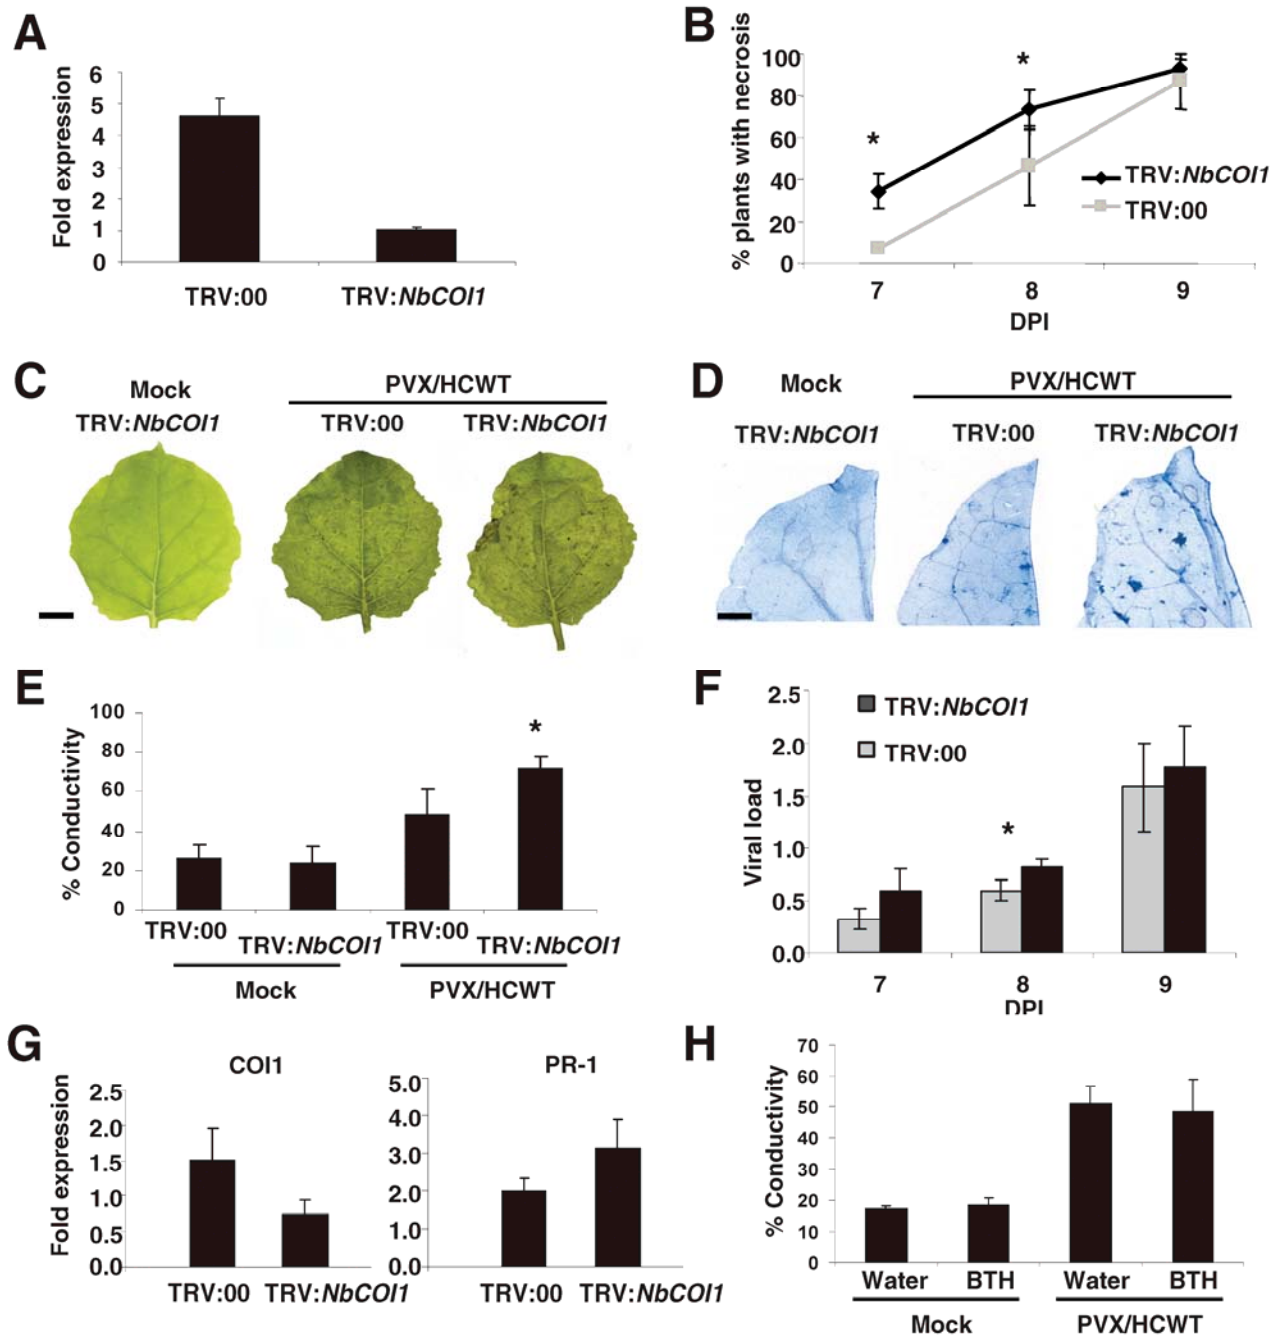 A
Fold expression
6
5
4
3
2
1
0
TRV:00
TRV:NbCOI1
B
% plants with necrosis
100
80
60
40
20
0
*
*
TRV:NbCOI1
TRV:00
7
8
9
DPI
C
Mock
PVX/HCWT
TRV:NbCOI1
TRV:00
TRV:NbCOI1
D
Mock
PVX/HCWT
TRV:NbCOI1
TRV:00
TRV:NbCOI1
E
% Conductivity
100
80
60
40
20
0
*
TRV:00
TRV:NbCOI1
TRV:00
TRV:NbCOI1
Mock
PVX/HCWT
F
Viral load
2.5
2.0
1.5
1.0
0.5
0.0
TRV:NbCOI1
TRV:00
*
7
8
9
DPI
G
COI1
Fold expression
2.5
2.0
1.5
1.0
0.5
0.0
TRV:00
TRV:NbCOI1
PR-1
5.0
4.0
3.0
2.0
1.0
0.0
TRV:00
TRV:NbCOI1
H
% Conductivity
70
60
50
40
30
20
10
0
Water
BTH
Water
BTH
Mock
PVX/HCWT